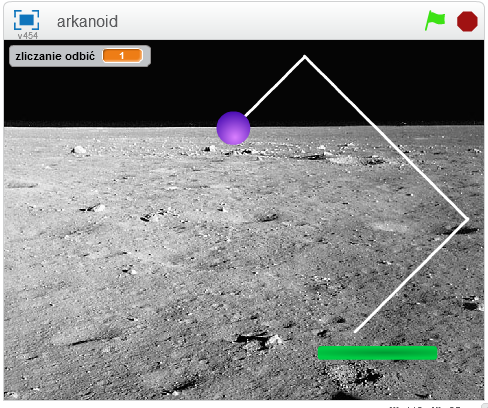 arkanoid
v454
zliczanie odbić 1